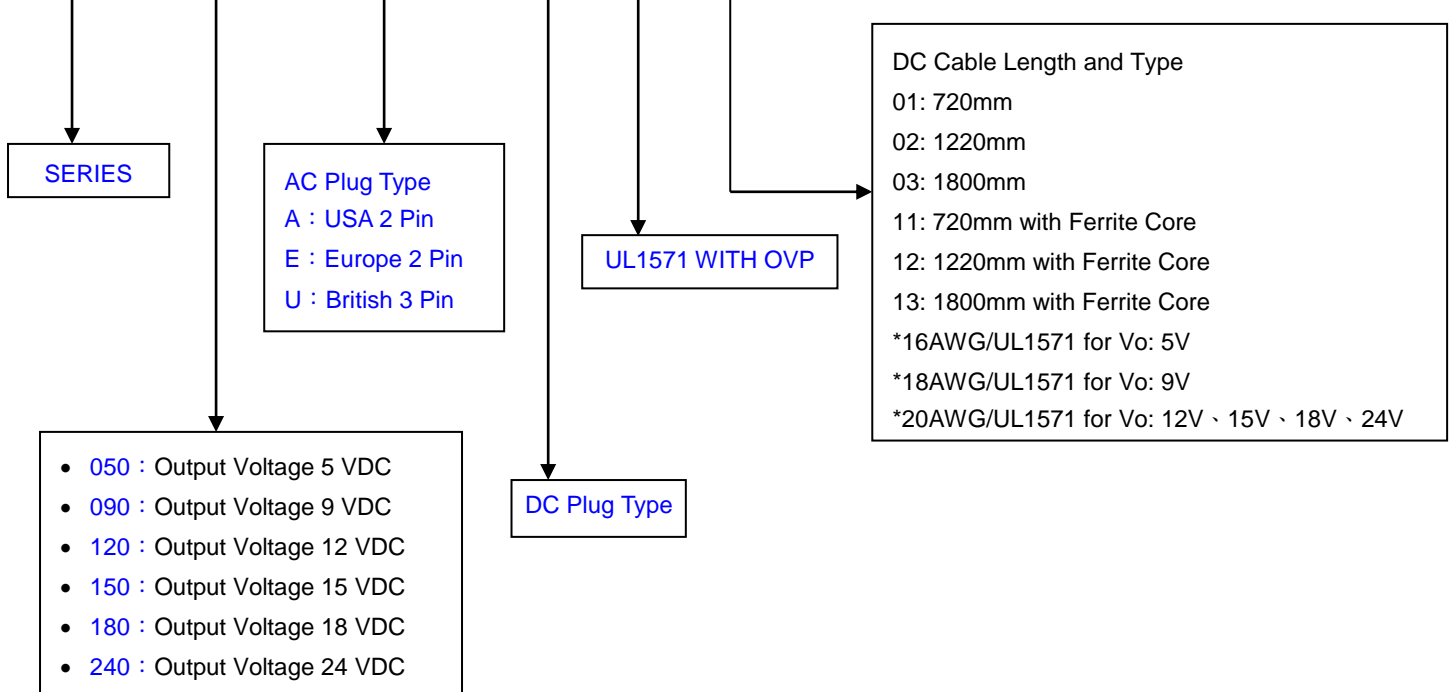 SERIES
AC Plug Type
A：USA 2 Pin
E：Europe 2 Pin
U：British 3 Pin
UL1571 WITH OVP
DC Cable Length and Type
01: 720mm
02: 1220mm
03: 1800mm
11: 720mm with Ferrite Core
12: 1220mm with Ferrite Core
13: 1800mm with Ferrite Core
*16AWG/UL1571 for Vo: 5V
*18AWG/UL1571 for Vo: 9V
*20AWG/UL1571 for Vo: 12V、15V、18V、24V
• 050：Output Voltage 5 VDC
• 090：Output Voltage 9 VDC
• 120：Output Voltage 12 VDC
• 150：Output Voltage 15 VDC
• 180：Output Voltage 18 VDC
• 240：Output Voltage 24 VDC
DC Plug Type